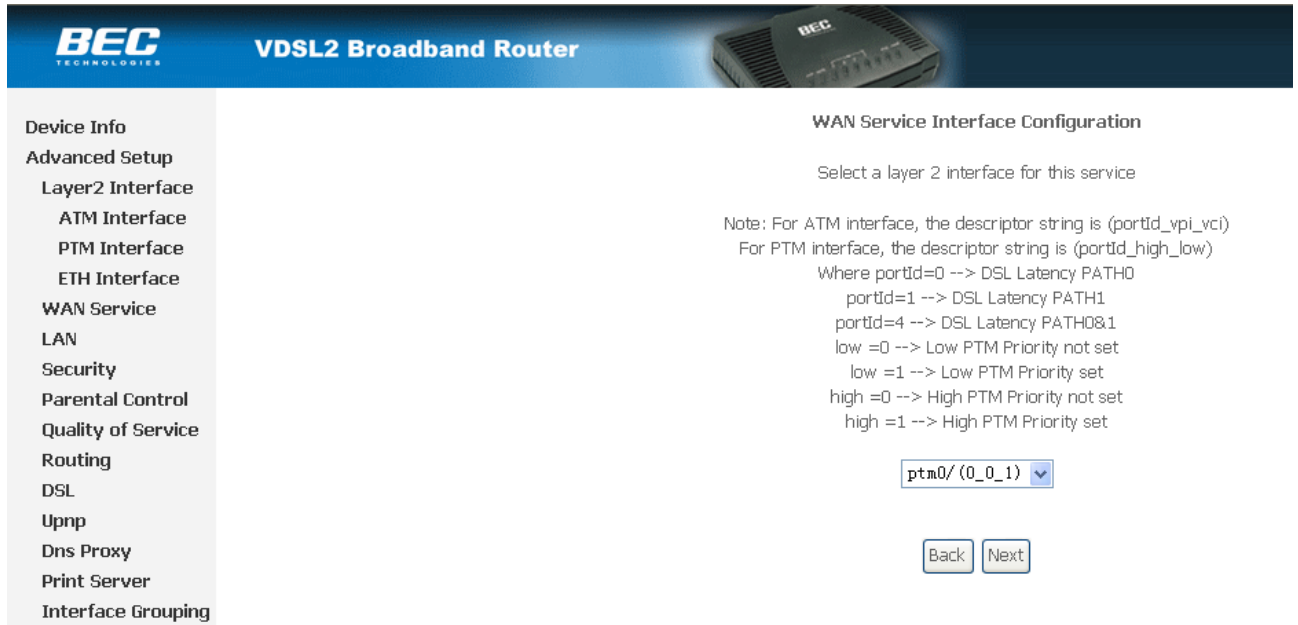 BEC
TECHNOLOGIES
VDSL2 Broadband Router
BEC
Device Info
Advanced Setup
Layer2 Interface
ATM Interface
PTM Interface
ETH Interface
WAN Service
LAN
Security
Parental Control
Quality of Service
Routing
DSL
Upnp
Dns Proxy
Print Server
Interface Grouping
WAN Service Interface Configuration
Select a layer 2 interface for this service
Note: For ATM interface, the descriptor string is (portId_vpi_vci)
For PTM interface, the descriptor string is (portId_high_low)
Where portId=0 --> DSL Latency PATH0
portId=1 --> DSL Latency PATH1
portId=4 --> DSL Latency PATH0&1
low =0 --> Low PTM Priority not set
low =1 --> Low PTM Priority set
high =0 --> High PTM Priority not set
high =1 --> High PTM Priority set
ptm0/(0_0_1)
Back Next